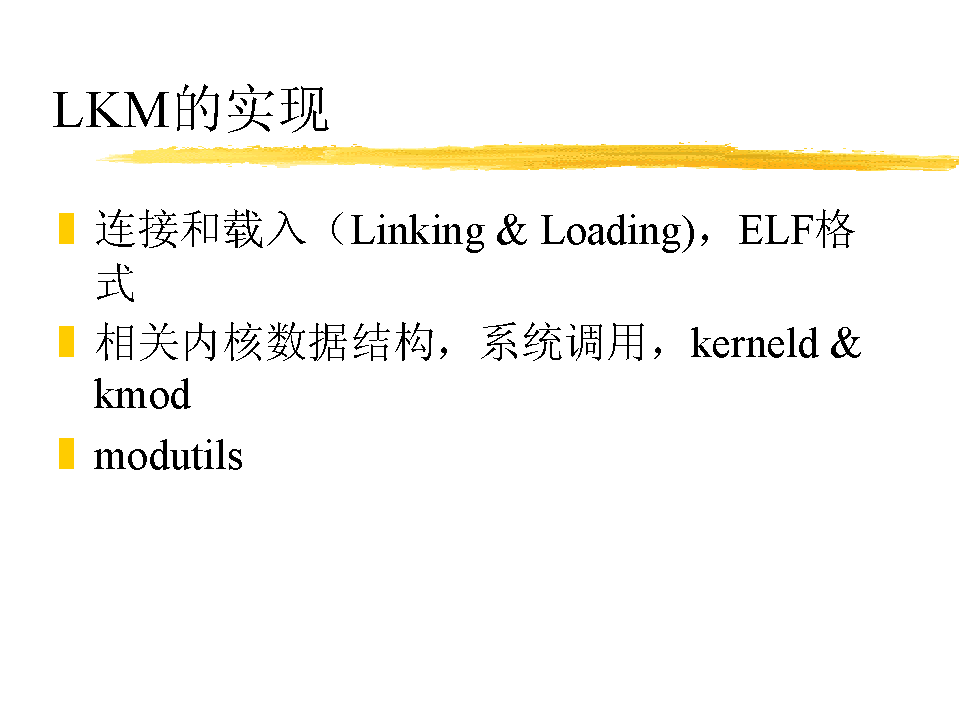 LKM的实现
连接和载入（Linking & Loading)，ELF格
式
相关内核数据结构，系统调用，kerneld &
kmod
modutils